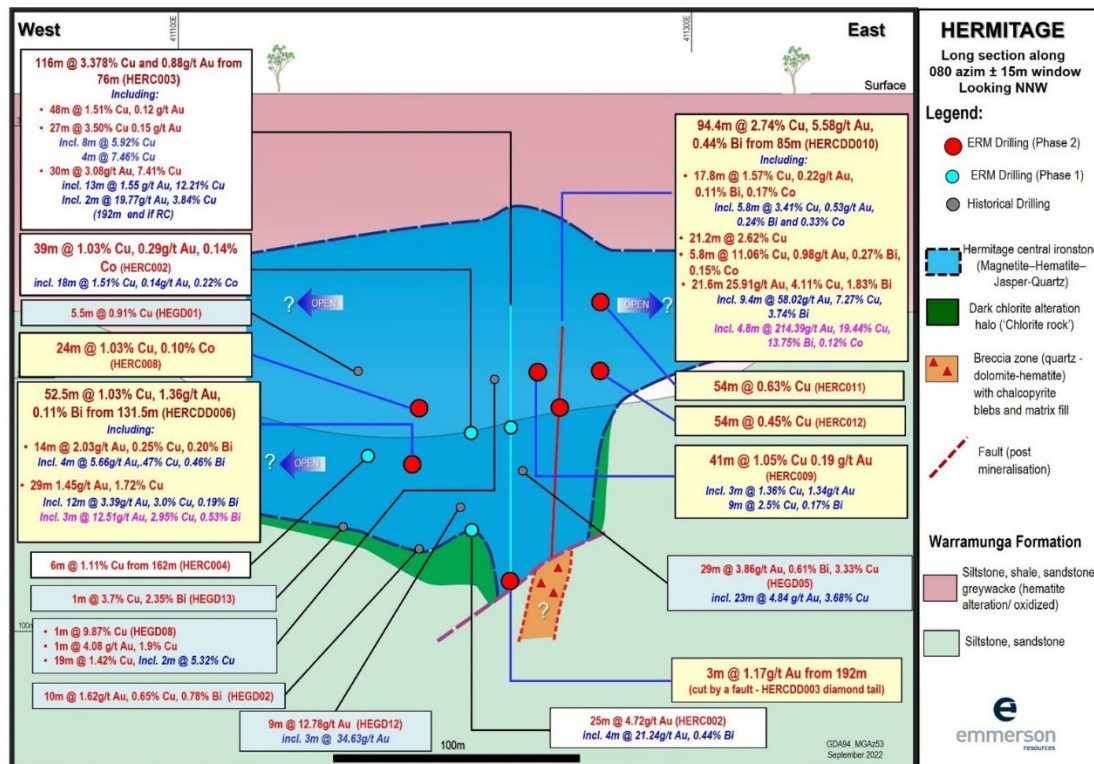 West
411100E
411300E
East
Surface
116m @ 3.378% Cu and 0.88g/t Au from
76m (HERC003)
Including:
• 48m @ 1.51% Cu, 0.12 g/t Au
• 27m @ 3.50% Cu 0.15 g/t Au
Incl. 8m @ 5.92% Cu
4m @ 7.46% Cu
• 30m @ 3.08g/t Au, 7.41% Cu
incl. 13m @ 1.55 g/t Au, 12.21% Cu
Incl. 2m @ 19.77g/t Au, 3.84% Cu
(192m end if RC)
39m @ 1.03% Cu, 0.29g/t Au, 0.14%
Co (HERC002)
incl. 18m @ 1.51% Cu, 0.14g/t Au, 0.22% Co
5.5m @ 0.91% Cu (HEGD01)
24m @ 1.03% Cu, 0.10% Co
(HERC008)
52.5m @ 1.03% Cu, 1.36g/t Au,
0.11% Bi from 131.5m (HERCDD006)
Including:
• 14m @ 2.03g/t Au, 0.25% Cu, 0.20% Bi
Incl. 4m @ 5.66g/t Au,.47% Cu, 0.46% Bi
• 29m 1.45g/t Au, 1.72% Cu
Incl. 12m @ 3.39g/t Au, 3.0% Cu, 0.19% Bi
Incl. 3m @ 12.51g/t Au, 2.95% Cu, 0.53% Bi
6m @ 1.11% Cu from 162m (HERC004)
1m @ 3.7% Cu, 2.35% Bi (HEGD13)
• 1m @ 9.87% Cu (HEGD08)
• 1m @ 4.08 g/t Au, 1.9% Cu
• 19m @ 1.42% Cu, Incl. 2m @ 5.32% Cu
10m @ 1.62g/t Au, 0.65% Cu, 0.78% Bi (HEGD02)
9m @ 12.78g/t Au (HEGD12)
incl. 3m @ 34.63g/t Au
? OPEN
OPEN ?
? OPEN
?
100m
100m
25m @ 4.72g/t Au (HERC002)
incl. 4m @ 21.24g/t Au, 0.44% Bi
94.4m @ 2.74% Cu, 5.58g/t Au,
0.44% Bi from 85m (HERCDD010)
Including:
• 17.8m @ 1.57% Cu, 0.22g/t Au,
0.11% Bi, 0.17% Co
Incl. 5.8m @ 3.41% Cu, 0.53g/t Au,
0.24% Bi and 0.33% Co
• 21.2m @ 2.62% Cu
• 5.8m @ 11.06% Cu, 0.98g/t Au, 0.27% Bi,
0.15% Co
• 21.6m 25.91g/t Au, 4.11% Cu, 1.83% Bi
Incl. 9.4m @ 58.02g/t Au, 7.27% Cu,
3.74% Bi
Incl. 4.8m @ 214.39g/t Au, 19.44% Cu,
13.75% Bi, 0.12% Co
54m @ 0.63% Cu (HERC011)
54m @ 0.45% Cu (HERC012)
41m @ 1.05% Cu 0.19 g/t Au
(HERC009)
Incl. 3m @ 1.36% Cu, 1.34g/t Au
9m @ 2.5% Cu, 0.17% Bi
29m @ 3.86g/t Au, 0.61% Bi, 3.33% Cu
(HEGD05)
incl. 23m @ 4.84 g/t Au, 3.68% Cu
3m @ 1.17g/t Au from 192m
(cut by a fault - HERCDD003 diamond tail)
GDA94_MGAz53
September 2022
HERMITAGE
Long section along
080 azim ± 15m window
Looking NNW
Legend:
ERM Drilling (Phase 2)
ERM Drilling (Phase 1)
Historical Drilling
Hermitage central ironstone
(Magnetite–Hematite–
Jasper-Quartz)
Dark chlorite alteration
halo ('Chlorite rock')
Breccia zone (quartz -
dolomite-hematite)
with chalcopyrite
blebs and matrix fill
Fault (post
mineralisation)
Warramunga Formation
Siltstone, shale, sandstone
greywacke (hematite
alteration/ oxidized)
Siltstone, sandstone
e
emmerson
resources